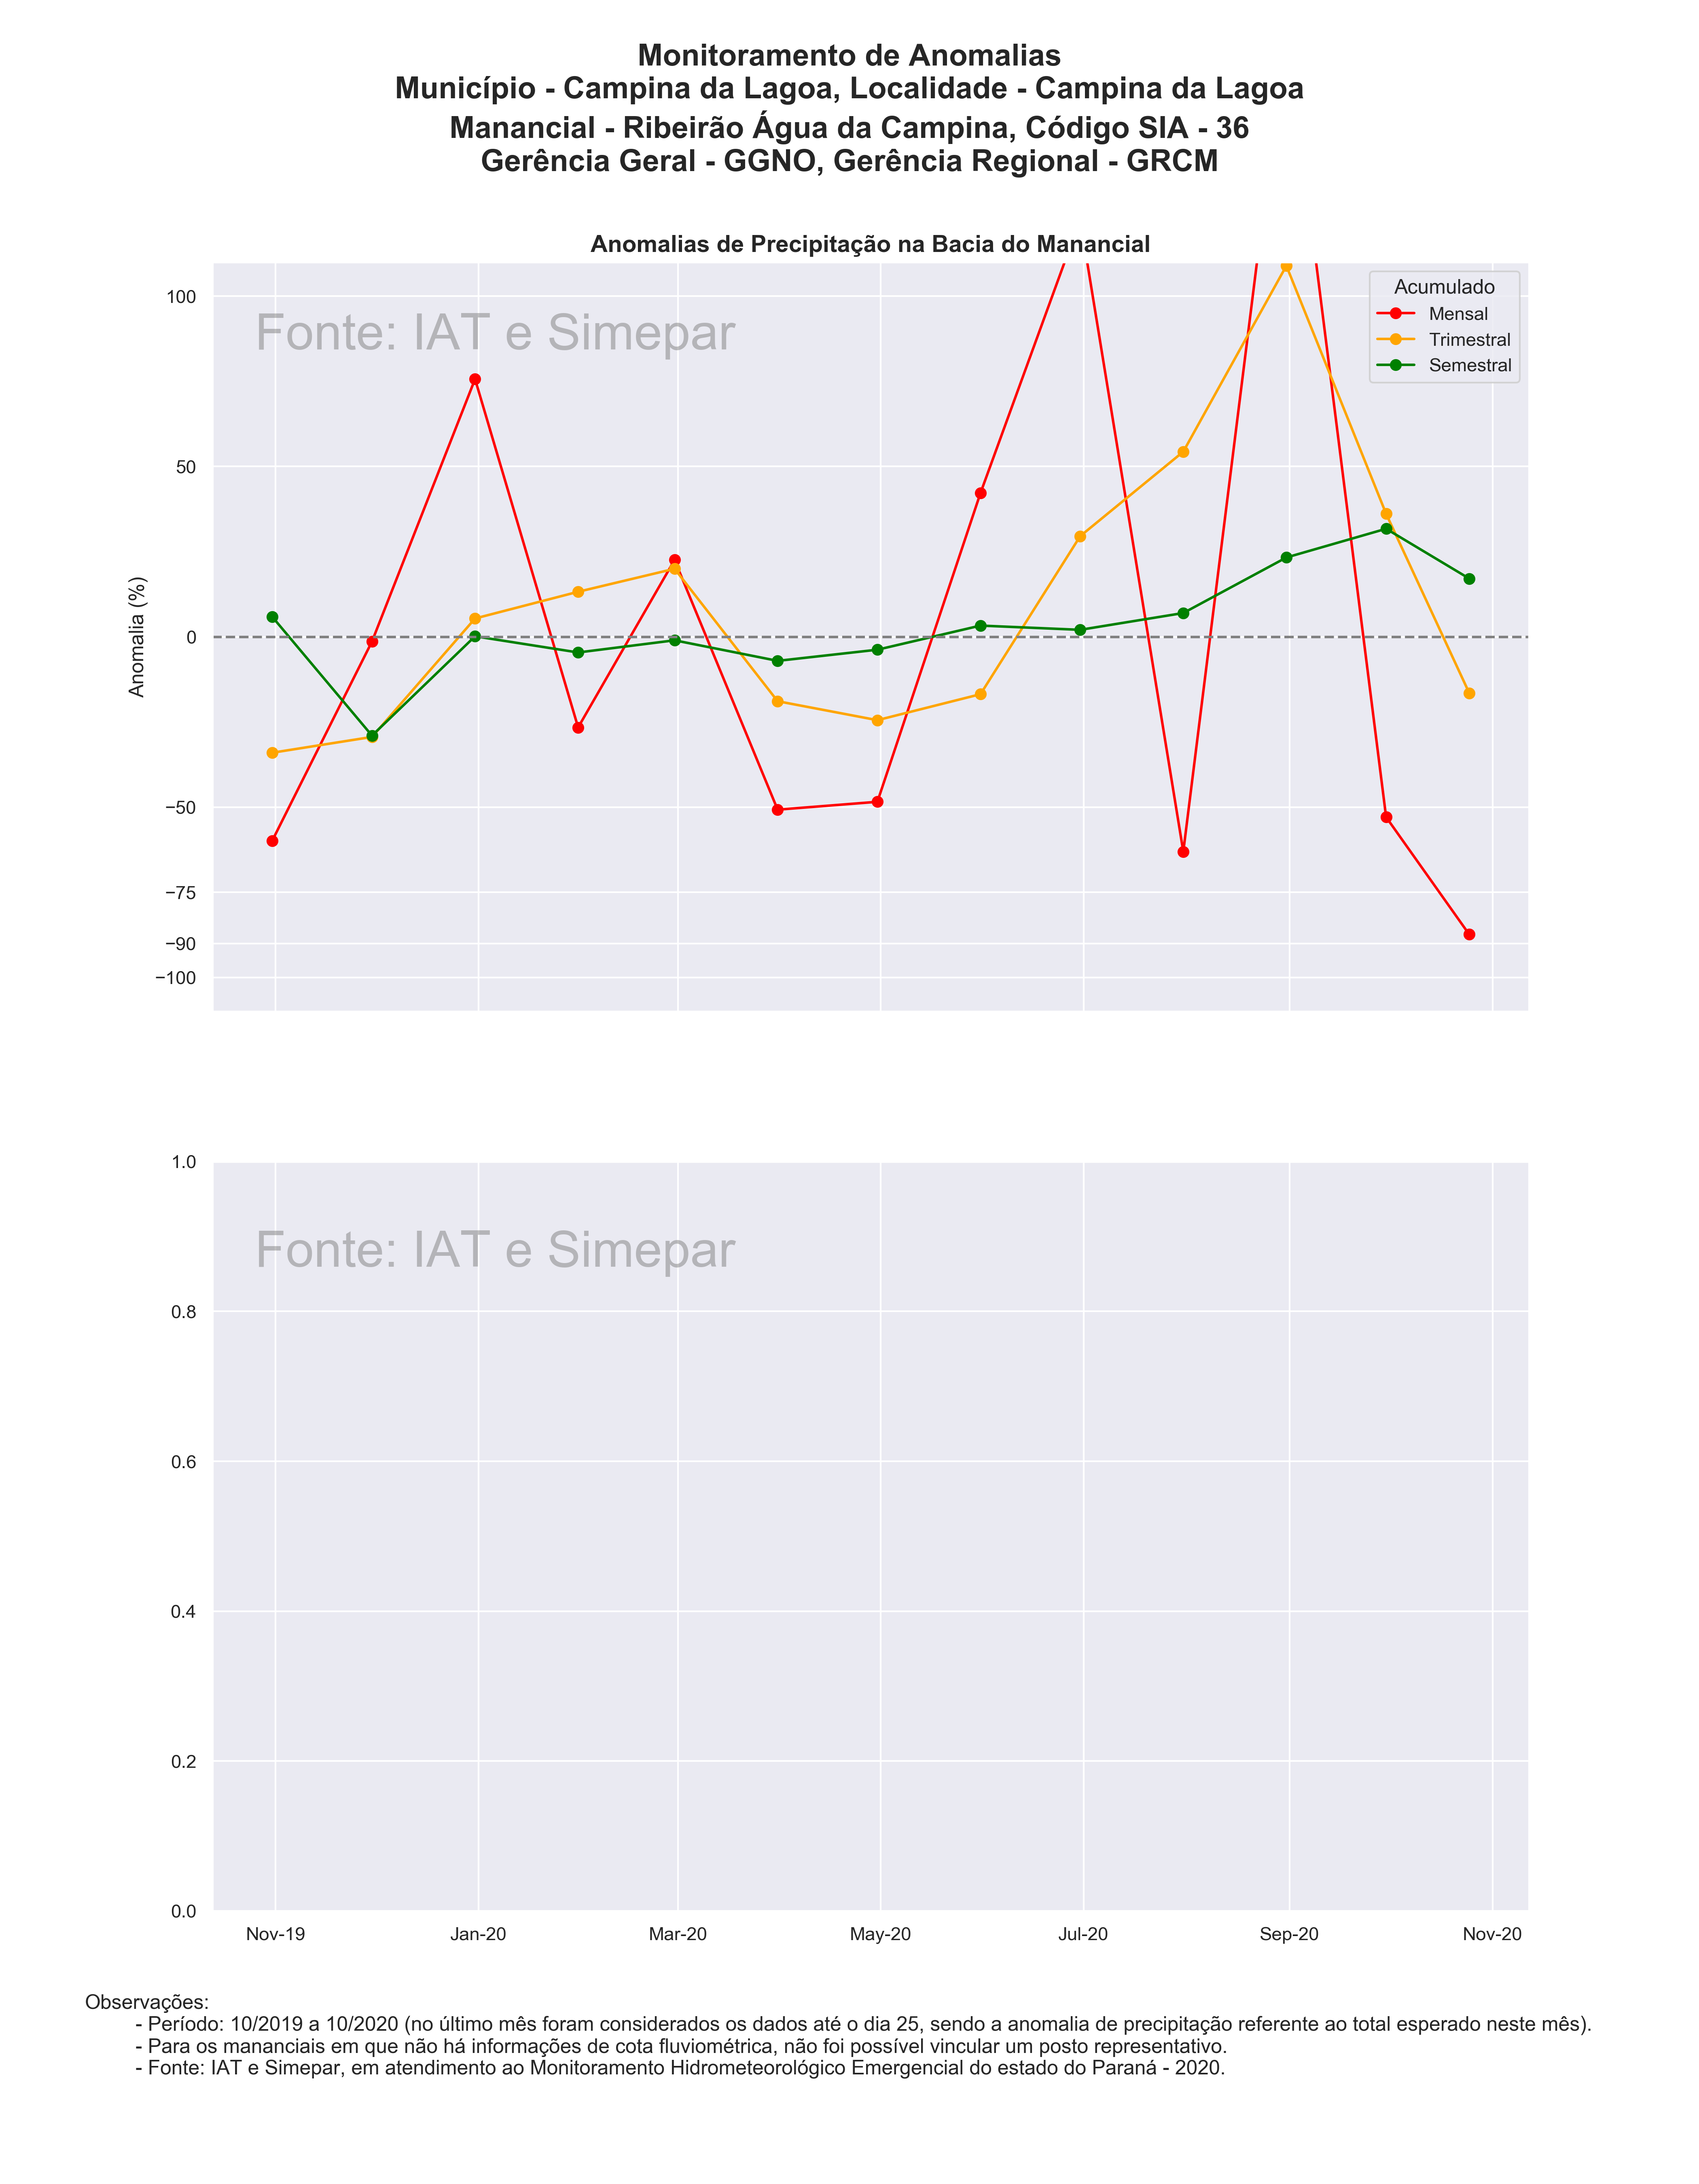 Monitoramento de Anomalias
Município - Campina da Lagoa, Localidade - Campina da Lagoa
Manancial - Ribeirão Água da Campina, Código SIA - 36
Gerência Geral - GGNO, Gerência Regional - GRCM
Anomalias de Precipitação na Bacia do Manancial
Fonte: IAT e Simepar
Acumulado
Mensal
Trimestral
Semestral
Anomalia (%)
100
50
0
−50
−75
−90
−100
Fonte: IAT e Simepar
1.0
0.8
0.6
0.4
0.2
0.0
Nov-19 Jan-20 Mar-20 May-20 Jul-20 Sep-20 Nov-20
Observações:
- Período: 10/2019 a 10/2020 (no último mês foram considerados os dados até o dia 25, sendo a anomalia de precipitação referente ao total esperado neste mês).
- Para os mananciais em que não há informações de cota fluviométrica, não foi possível vincular um posto representativo.
- Fonte: IAT e Simepar, em atendimento ao Monitoramento Hidrometeorológico Emergencial do estado do Paraná - 2020.